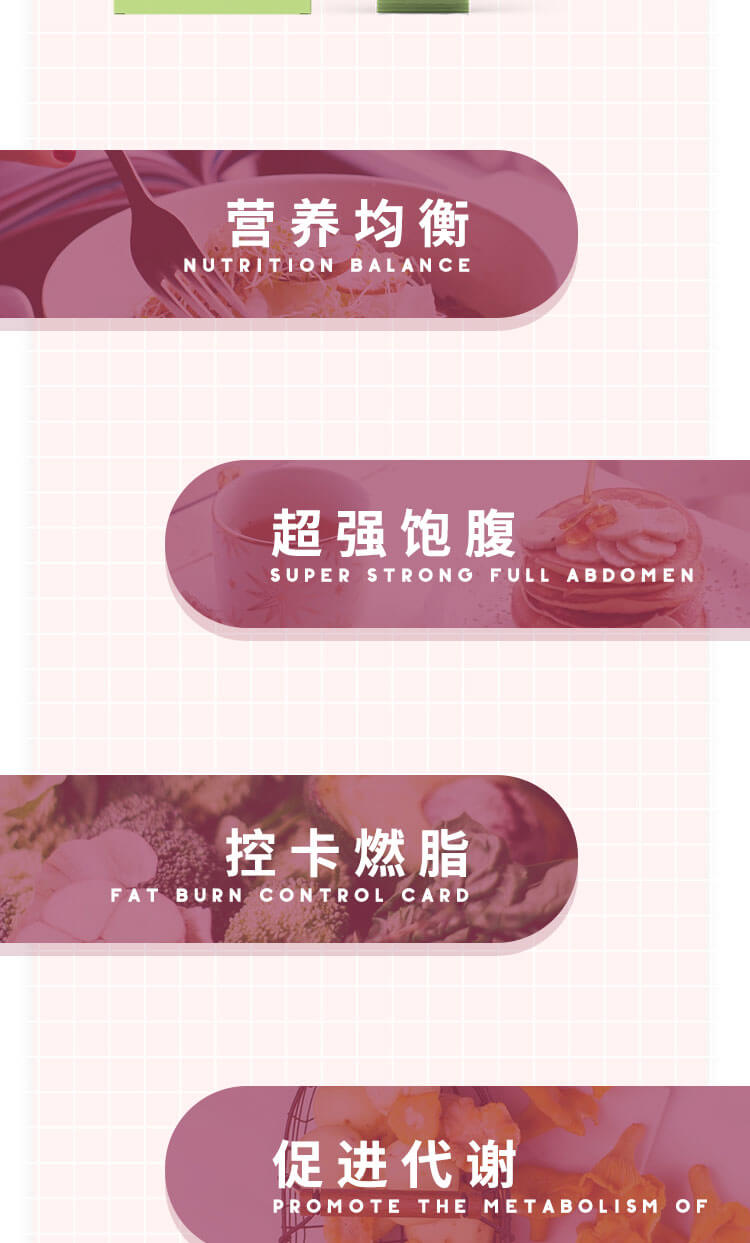 营养均衡
NUTRITION BALANCE
超强饱腹
SUPER STRONG FULL ABDOMEN
控卡燃脂
FAT BURN CONTROL CARD
促进代谢
PROMOTE THE METABOLISM OF